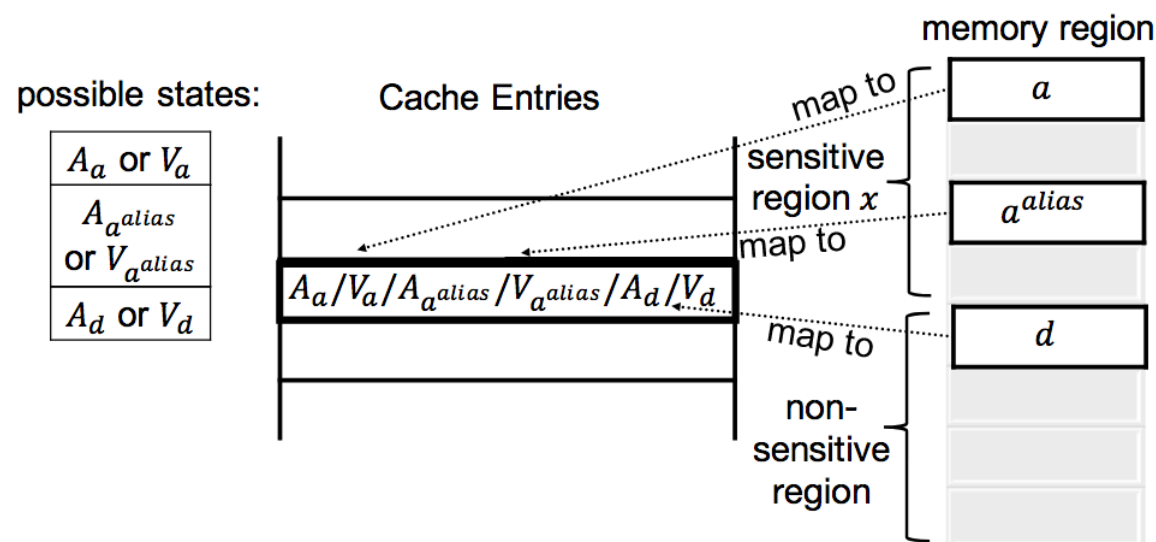 possible states:
A_a or V_a
A_{a^{alias}}
or V_{a^{alias}}
A_d or V_d
Cache Entries
A_a/V_a/A_{a^{alias}}/V_{a^{alias}}/A_d/V_d
map to
map to
map to
sensitive
region x
non-
sensitive
region
memory region
a
a^{alias}
d